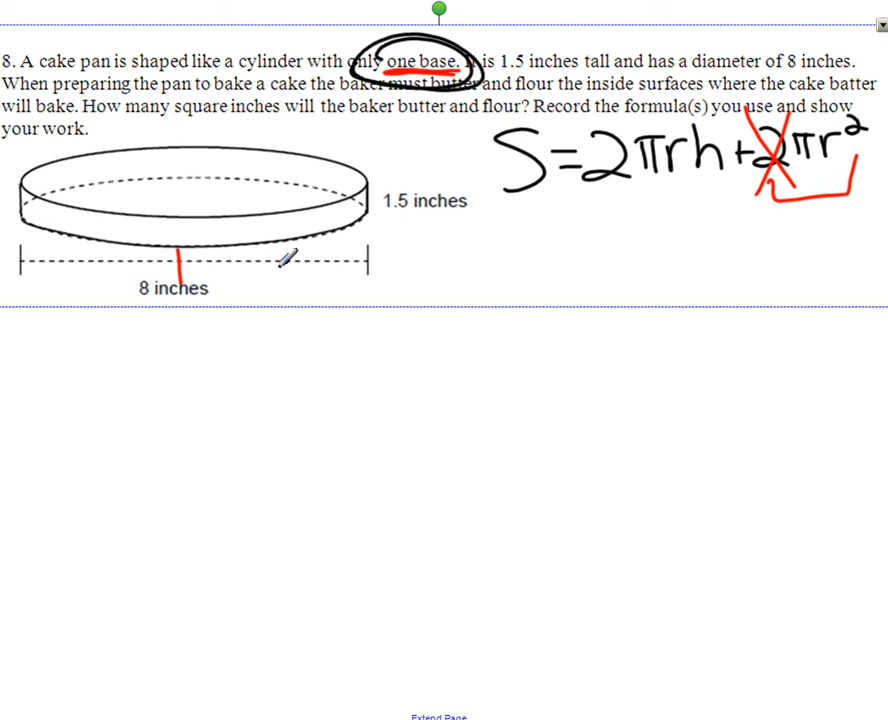 8. A cake pan is shaped like a cylinder with only one base. It is 1.5 inches tall and has a diameter of 8 inches.
When preparing the pan to bake a cake the baker must butter and flour the inside surfaces where the cake batter
will bake. How many square inches will the baker butter and flour? Record the formula(s) you use and show
your work.
S=2πrh+2πr²
1.5 inches
8 inches
Extend Page